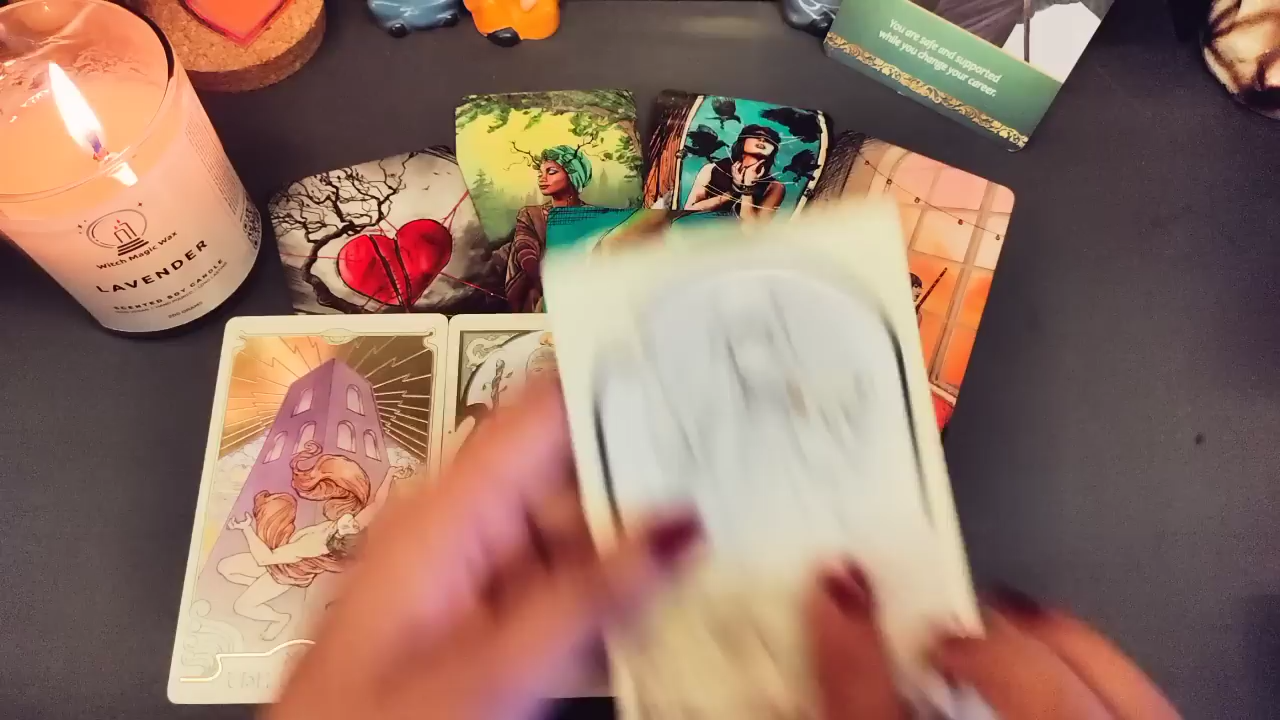 You are safe and supported
while you change your career.
Witch Magic Wax
LAVENDER
SCENTED SOY CANDLE